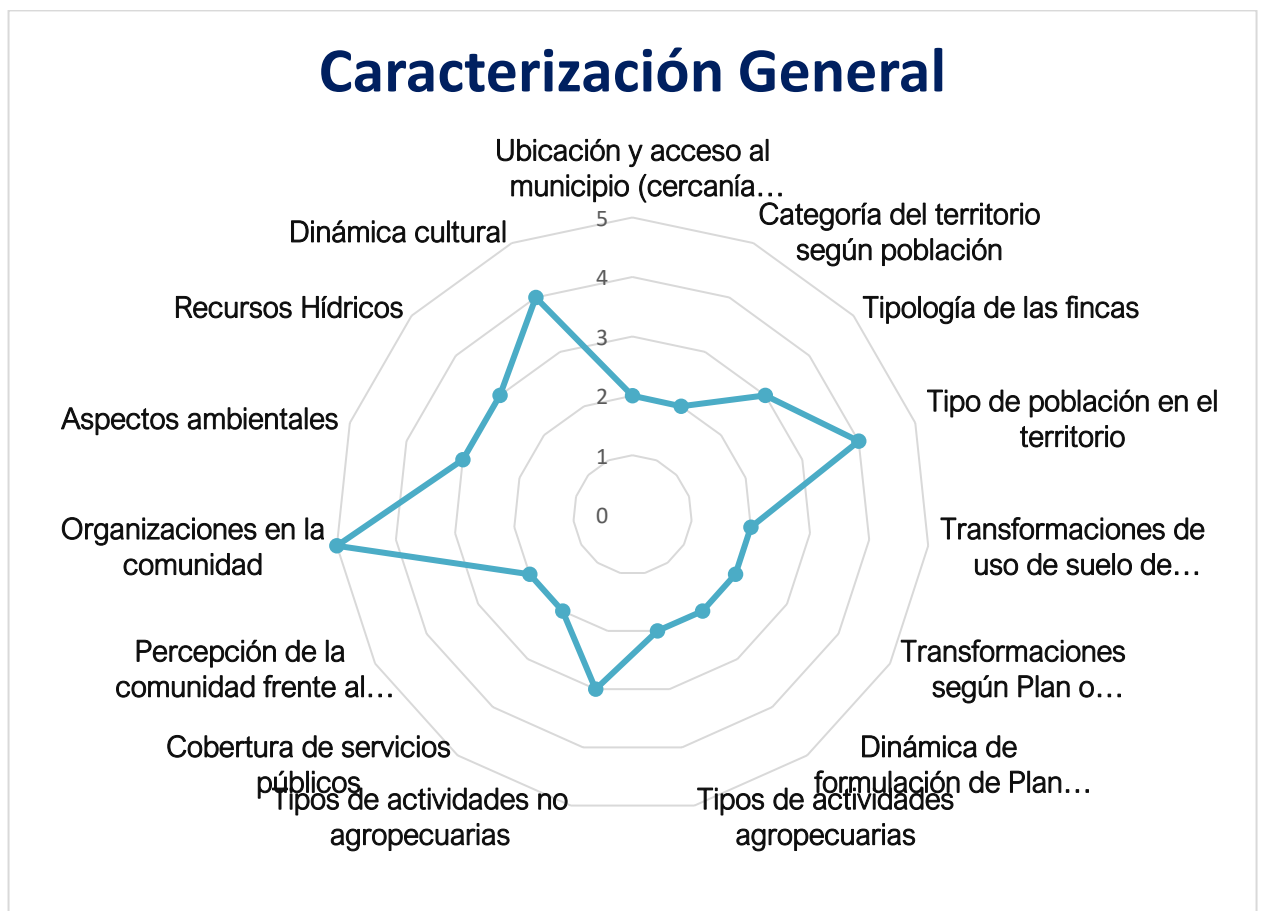 Caracterización General
Ubicación y acceso al
municipio (cercanía…
Categoría del territorio
según población
Tipología de las fincas
Tipo de población en el
territorio
Transformaciones de
uso de suelo de…
Transformaciones
según Plan o…
Dinámica de
formulación de Plan…
Tipos de actividades
agropecuarias
Tipos de actividades no
agropecuarias
Cobertura de servicios
públicos
Percepción de la
comunidad frente al…
Organizaciones en la
comunidad
Aspectos ambientales
Recursos Hídricos
Dinámica cultural
5
4
3
2
1
0